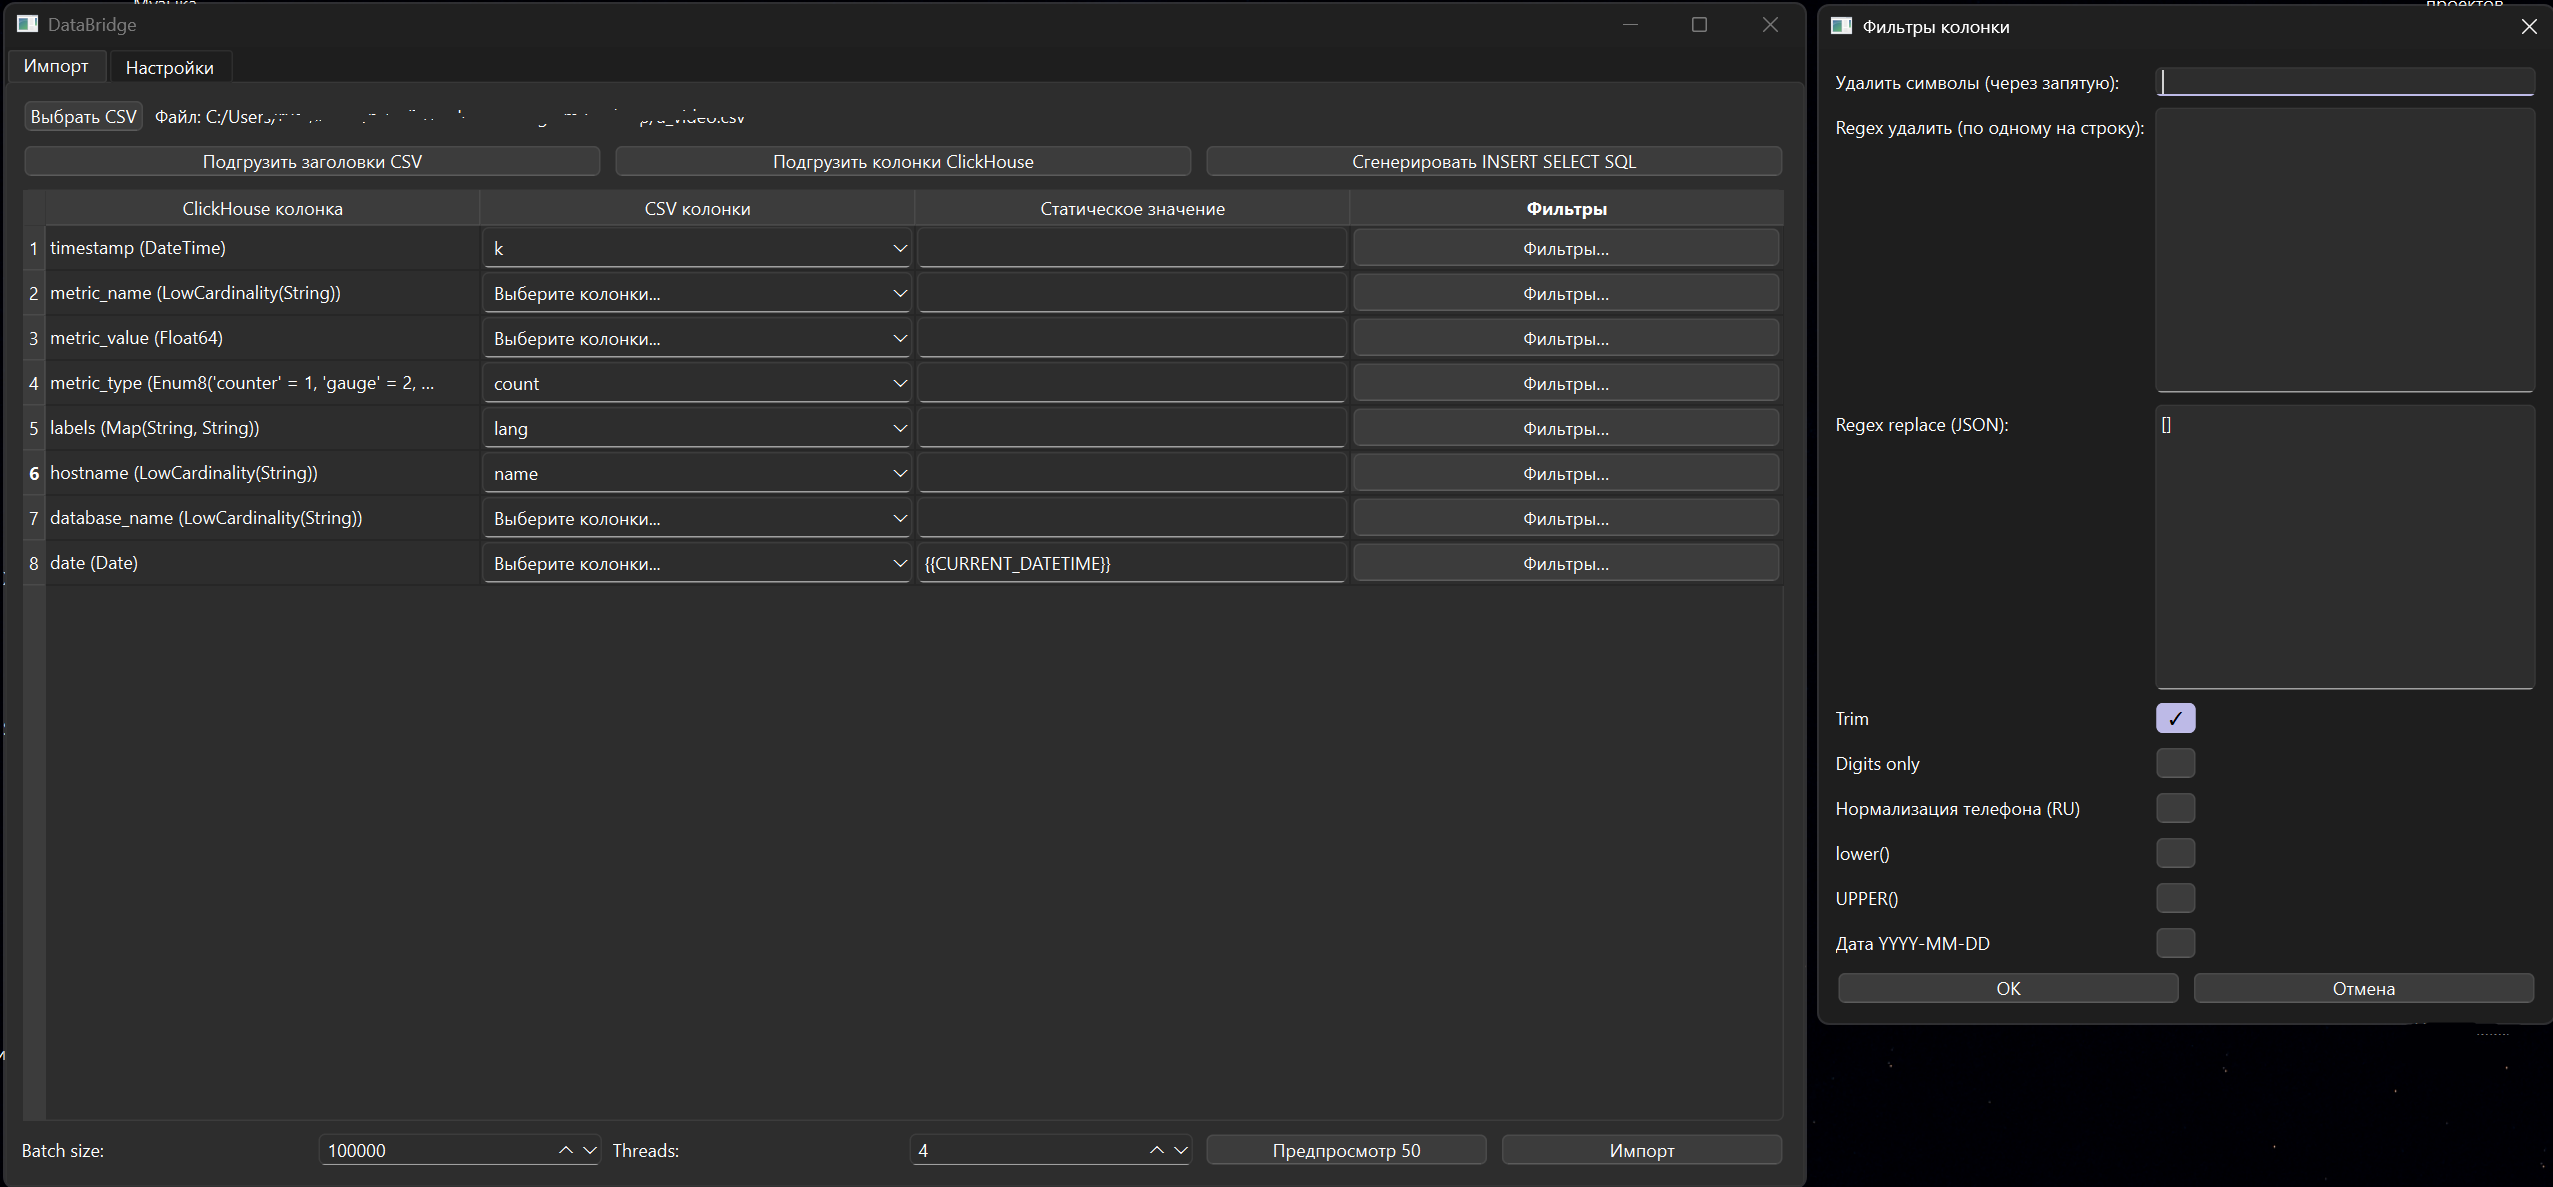 DataBridge
Импорт
Настройки
Выбрать CSV
Файл: C:/Users/
Подгрузить заголовки CSV
Подгрузить колонки ClickHouse
Сгенерировать INSERT SELECT SQL
ClickHouse колонка
CSV колонки
Статическое значение
Фильтры
1 timestamp (DateTime)
k
Фильтры...
2 metric_name (LowCardinality(String))
Выберите колонки...
Фильтры...
3 metric_value (Float64)
Выберите колонки...
Фильтры...
4 metric_type (Enum8('counter' = 1, 'gauge' = 2, ...
count
Фильтры...
5 labels (Map(String, String))
lang
Фильтры...
6 hostname (LowCardinality(String))
name
Фильтры...
7 database_name (LowCardinality(String))
Выберите колонки...
Фильтры...
8 date (Date)
Выберите колонки...
{{CURRENT_DATETIME}}
Фильтры...
Batch size:
100000
Threads:
4
Предпросмотр 50
Импорт
Фильтры колонки
Удалить символы (через запятую):
Regex удалить (по одному на строку):
Regex replace (JSON):
[]
Trim
✓
Digits only
Нормализация телефона (RU)
lower()
UPPER()
Дата YYYY-MM-DD
OK
Отмена